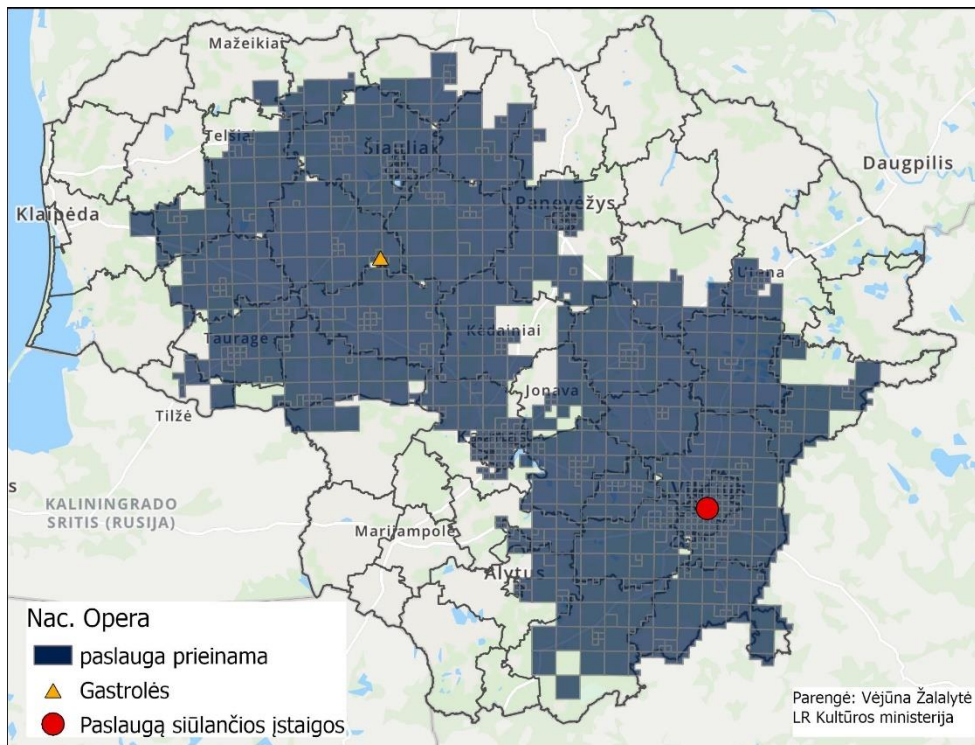 Mažeikiai
Telšiai
Šiauliai
Daugpilis
Klaipėda
Panevėžys
Utena
Tauragė
Kėdainiai
Jonava
Tilžė
s
KALININGRADO
SRITIS (RUSIJA)
Marijampolė
Alytus
Nac. Opera
paslauga prieinama
Gastrolės
Paslaugą siūlančios įstaigos
Parengė: Vėjūna Žalalytė
LR Kultūros ministerija